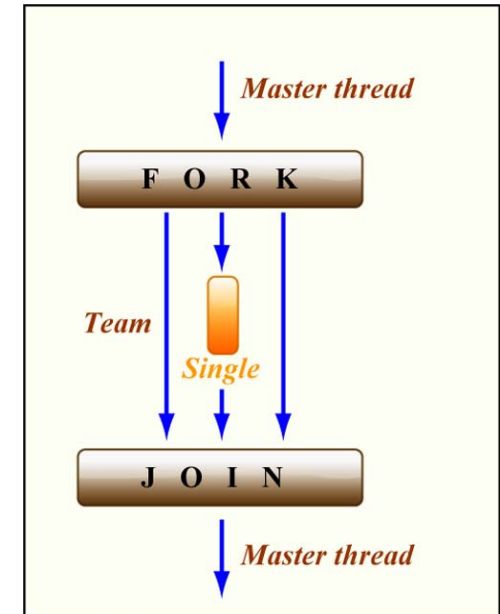 Master thread
F O R K
Team
Single
J O I N
Master thread